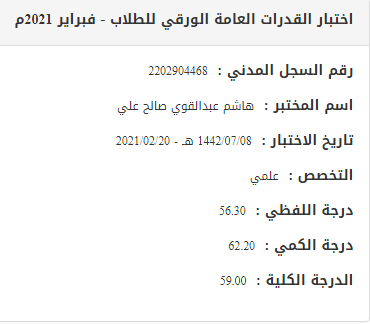 اختبار القدرات العامة الورقي للطلاب - فبراير 2021م
رقم السجل المدني : 2202904468
اسم المختبر : هاشم عبدالقوي صالح علي
تاريخ الاختبار : 1442/07/08 هـ - 2021/02/20
التخصص : علمي
درجة اللفظي : 56.30
درجة الكمي : 62.20
الدرجة الكلية : 59.00